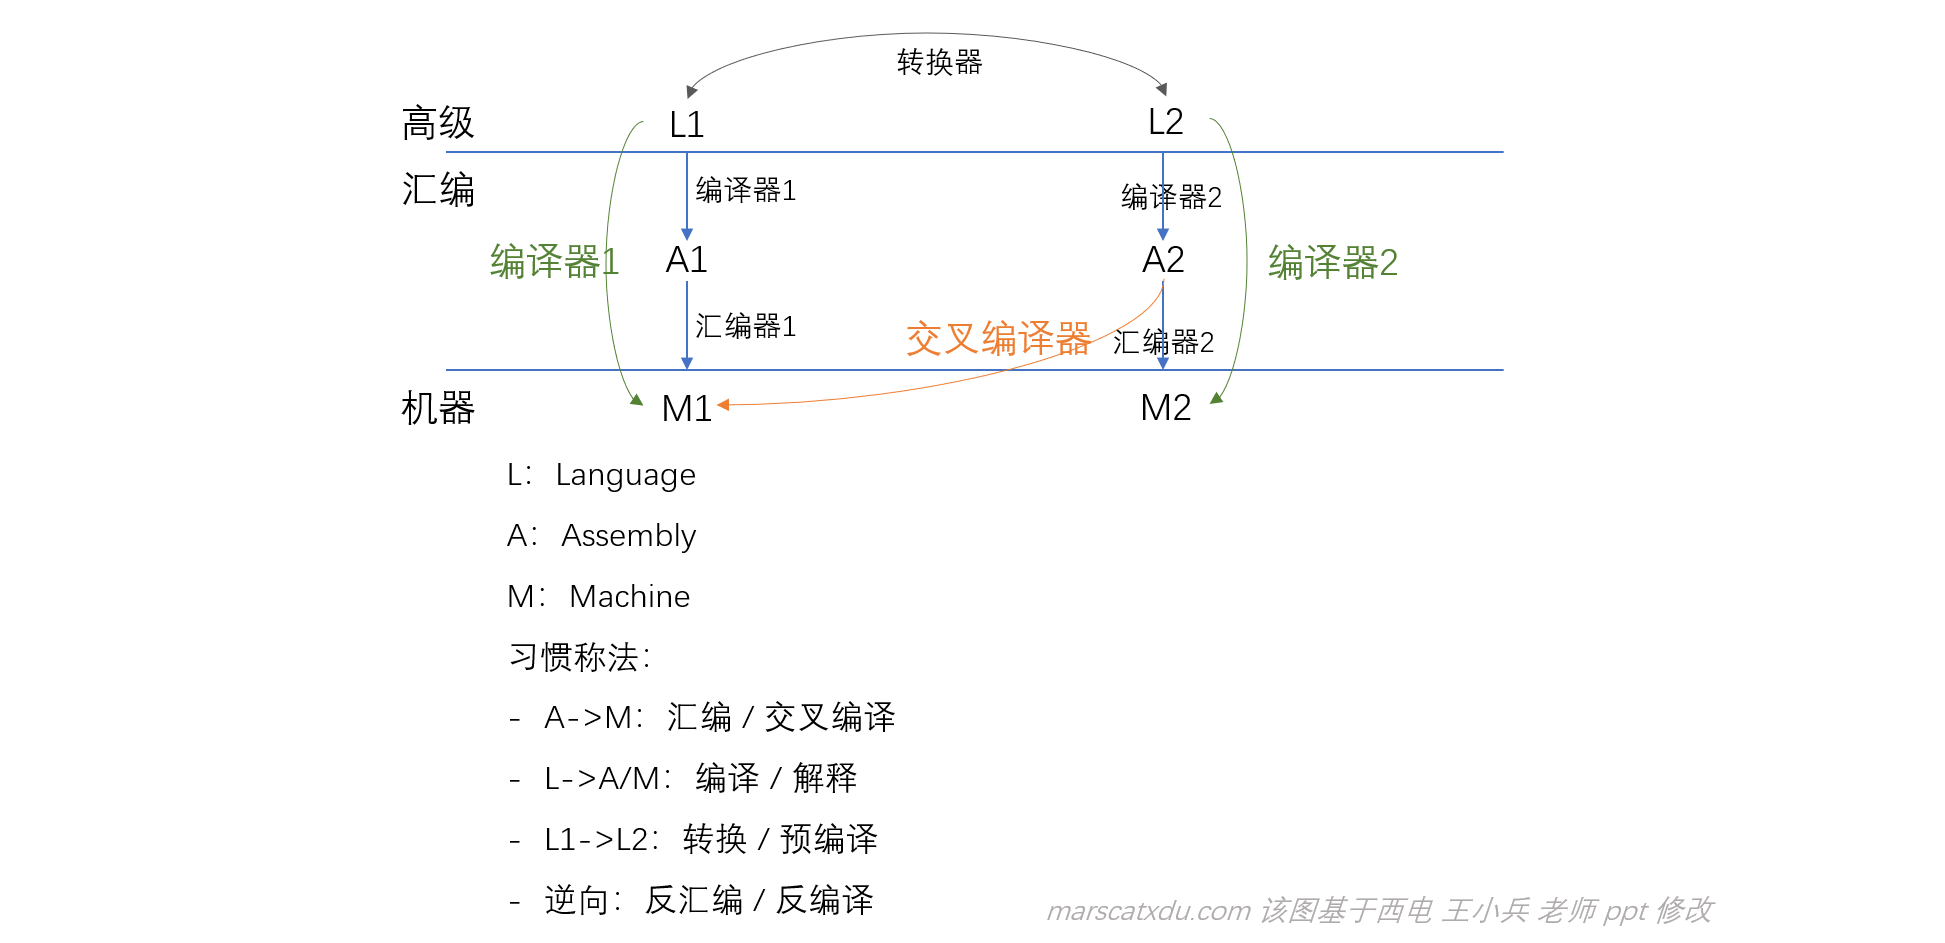 转换器
高级
L1
L2
汇编
编译器1
编译器2
编译器1
A1
A2
编译器2
汇编器1
交叉编译器
汇编器2
机器
M1
M2
L：Language
A：Assembly
M：Machine
习惯称法：
- A->M：汇编 / 交叉编译
- L->A/M：编译 / 解释
- L1->L2：转换 / 预编译
- 逆向：反汇编 / 反编译
marscatxdu.com 该图基于西电 王小兵 老师 ppt 修改